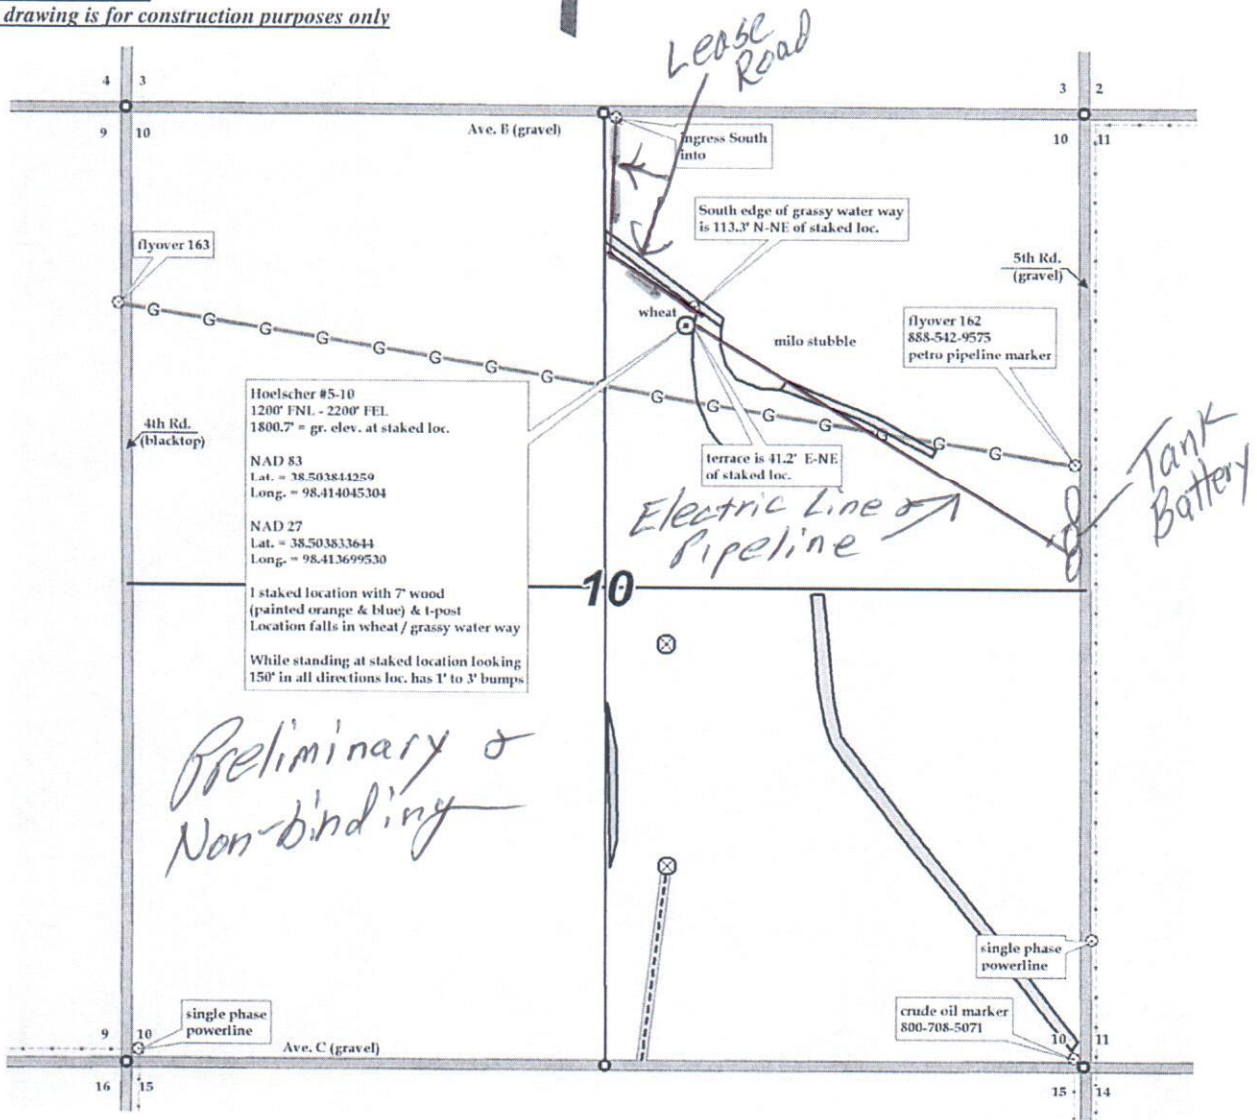 drawing is for construction purposes only
Lease
Road
4 3
9 10
3 2
10 11
Ave. B (gravel)
ingress South
into
South edge of grassy water way
is 113.3' N-NE of staked loc.
flyover 163
5th Rd.
(gravel)
wheat
milo stubble
flyover 162
888-542-9575
petro pipeline marker
G G G G G G G G G G G G G G
4th Rd.
(blacktop)
Hoelscher #5-10
1200' FNL - 2200' FEL
1800.7' = gr. elev. at staked loc.
NAD 83
Lat. = 38.503844259
Long. = 98.414045304
NAD 27
Lat. = 38.503833644
Long. = 98.413699530
1 staked location with 7' wood
(painted orange & blue) & t-post
Location falls in wheat / grassy water way
While standing at staked location looking
150' in all directions loc. has 1' to 3' bumps
terrace is 41.2' E-NE
of staked loc.
Electric Line &
Pipeline
Tank
Battery
10
Preliminary &
Non-binding
single phase
powerline
crude oil marker
800-708-5071
single phase
powerline
9 10
16 15
Ave. C (gravel)
10 11
15 14